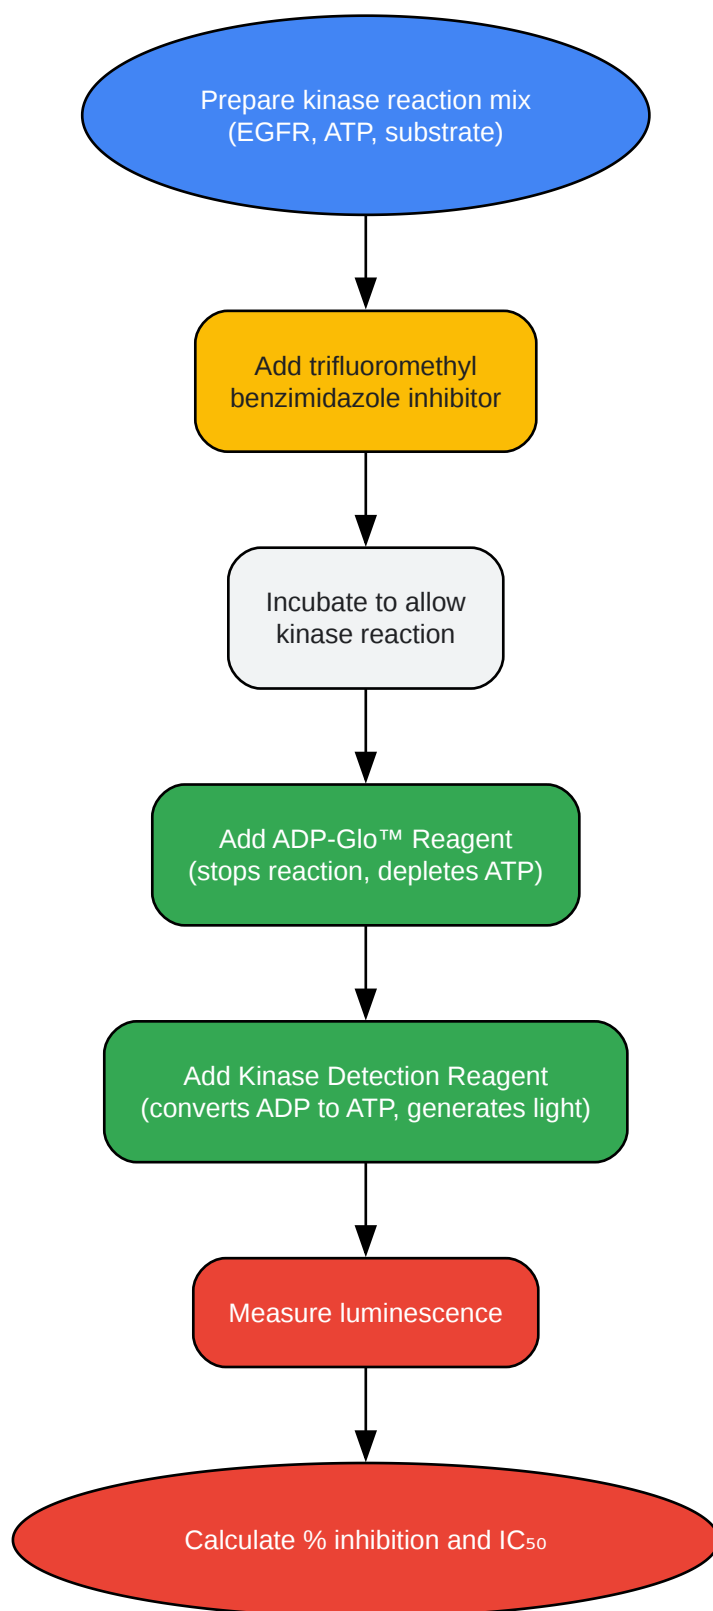 Prepare kinase reaction mix
(EGFR, ATP, substrate)
Add trifluoromethyl
benzimidazole inhibitor
Incubate to allow
kinase reaction
Add ADP-Glo™ Reagent
(stops reaction, depletes ATP)
Add Kinase Detection Reagent
(converts ADP to ATP, generates light)
Measure luminescence
Calculate % inhibition and IC₅₀